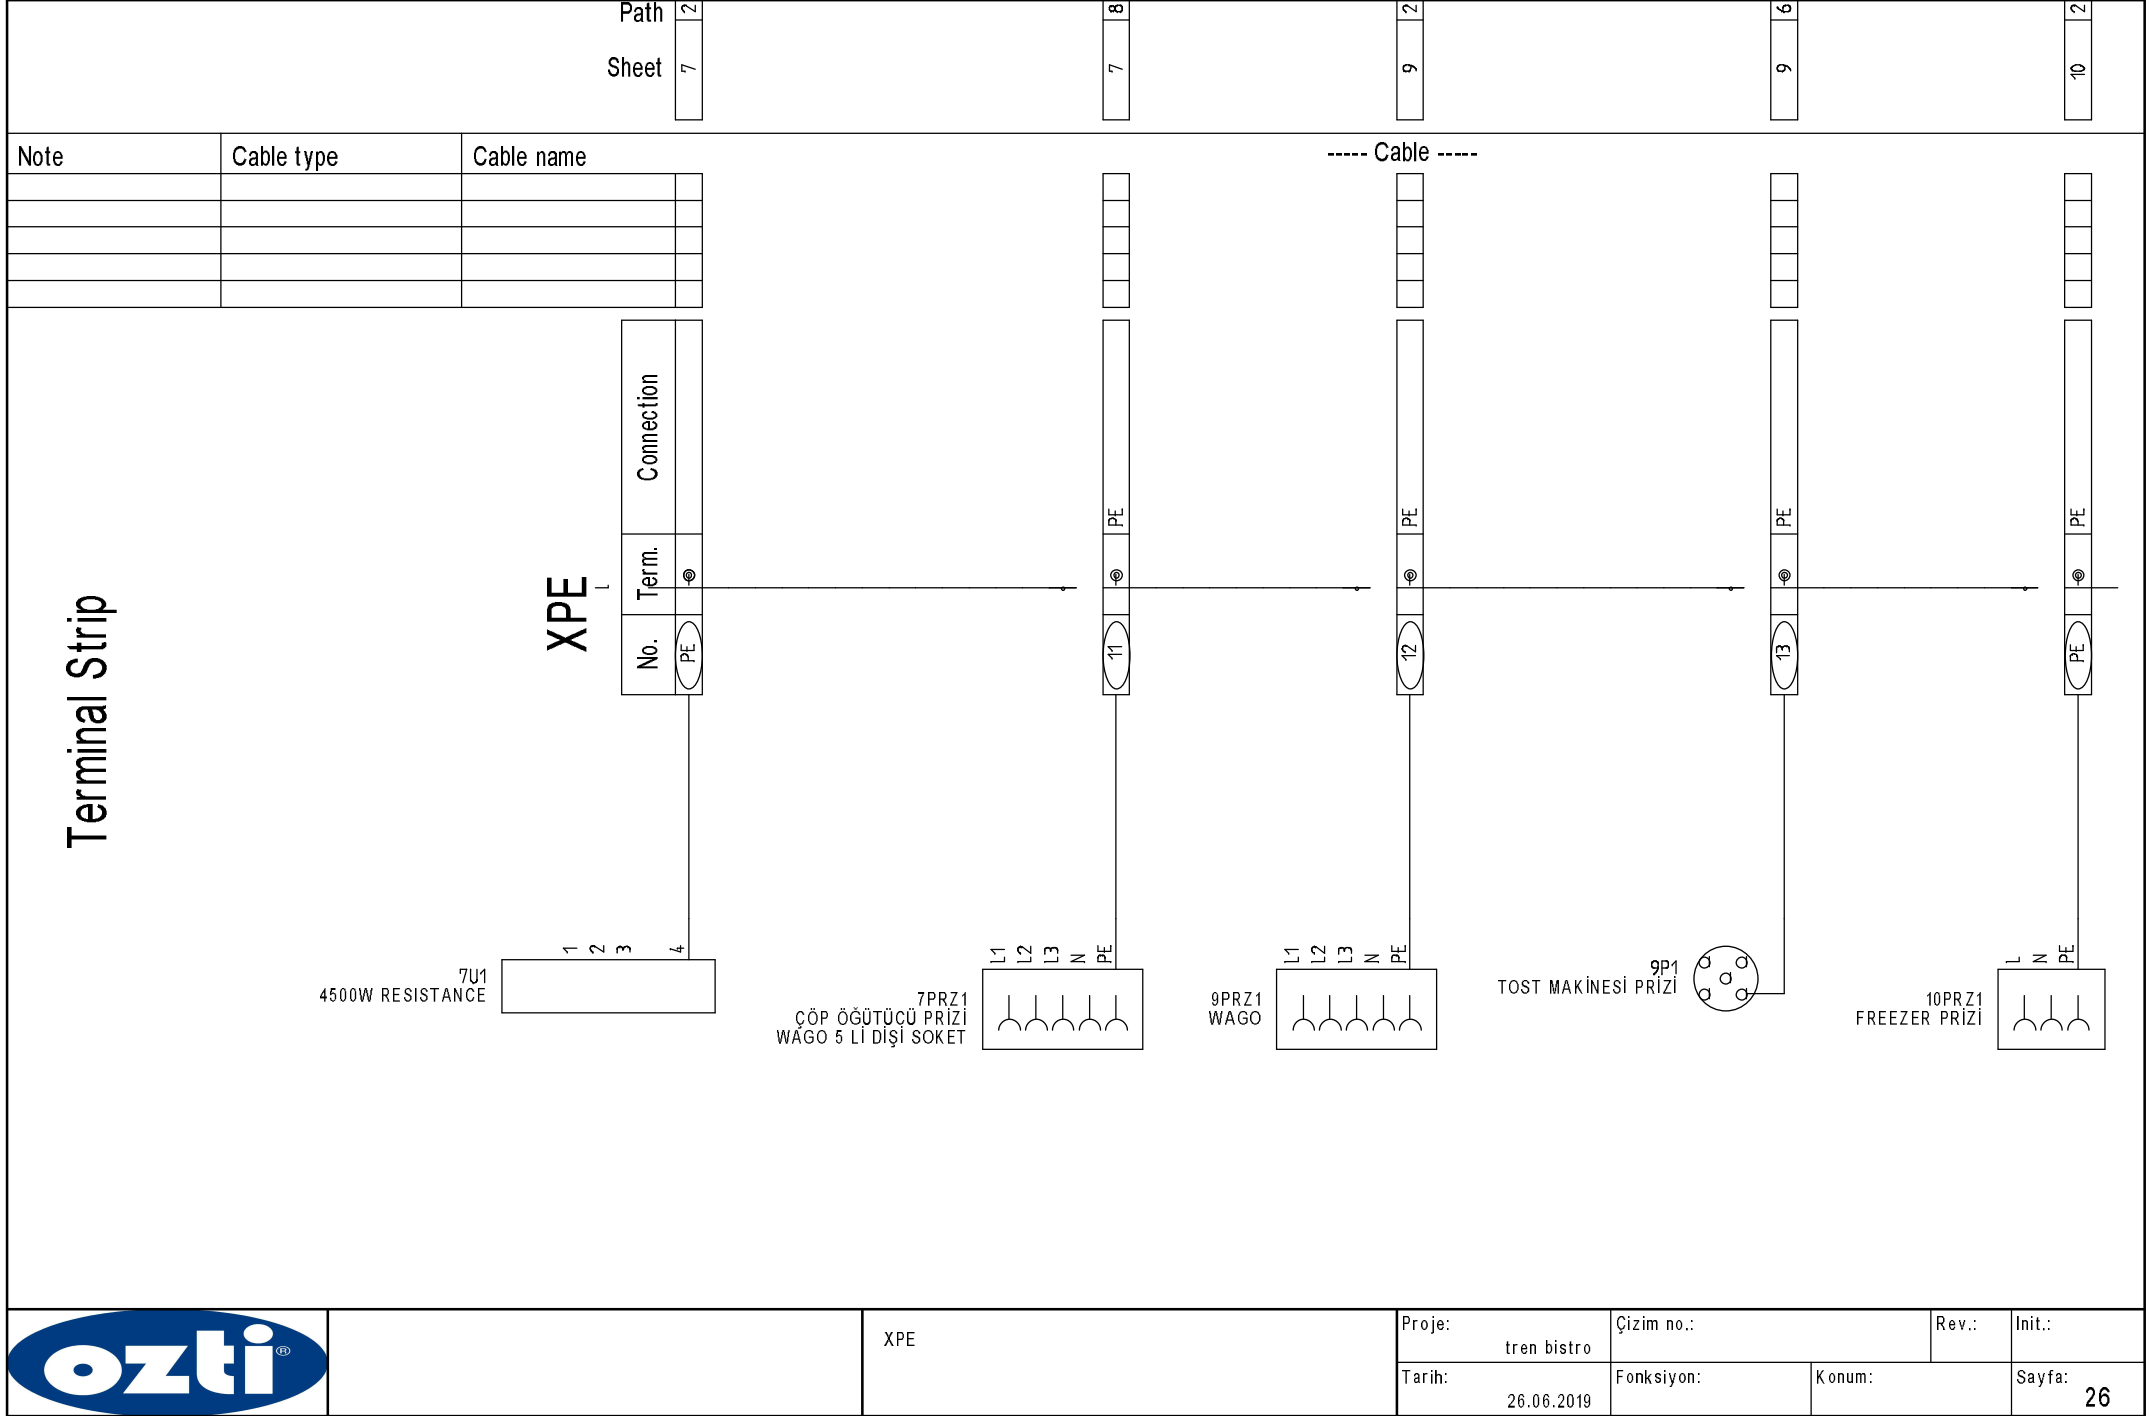 Path 2 8 2 6 2
Sheet 7 7 9 9 10
Note Cable type Cable name ----- Cable -----
Connection
PE PE PE PE
Term.
XPE
No. PE 11 12 13 PE
Terminal Strip
1 2 3 4
7U1
4500W RESISTANCE
L1 L2 L3 N PE
7PRZ1
ÇÖP ÖĞÜTÜCÜ PRİZİ
WAGO 5 Lİ DİŞİ SOKET
L1 L2 L3 N PE
9PRZ1
WAGO
9P1
TOST MAKİNESİ PRİZİ
L N PE
10PRZ1
FREEZER PRİZİ
ozti ®
XPE
Proje: tren bistro
Çizim no.:
Rev.:
Init.:
Tarih: 26.06.2019
Fonksiyon:
Konum:
Sayfa: 26